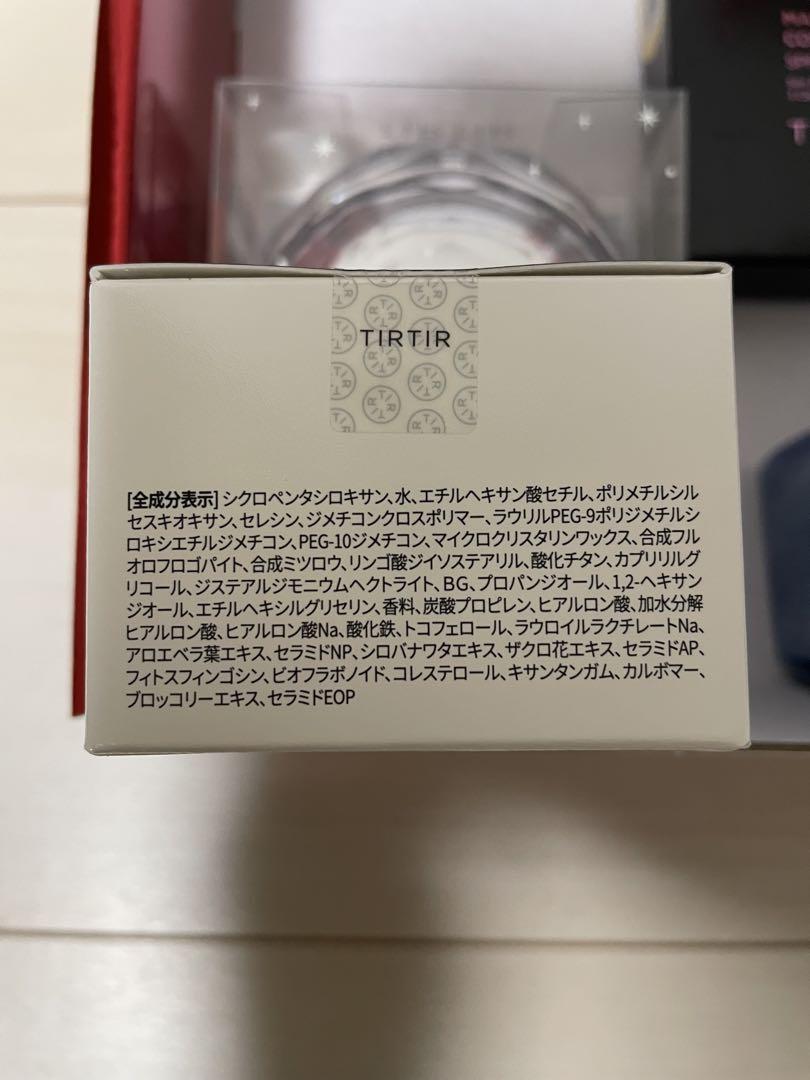 TIRTIR
[全成分表示] シクロペンタシロキサン、水、エチルヘキサン酸セチル、ポリメチルシル
セスキオキサン、セレシン、ジメチコンクロスポリマー、ラウリルPEG-9ポリジメチルシ
ロキシエチルジメチコン、PEG-10ジメチコン、マイクロクリスタリンワックス、合成フル
オロフロゴパイト、合成ミツロウ、リンゴ酸ジイソステアリル、酸化チタン、カプリリルグ
リコール、ジステアルジモニウムヘクトライト、BG、プロパンジオール、1,2-ヘキサン
ジオール、エチルヘキシルグリセリン、香料、炭酸プロピレン、ヒアルロン酸、加水分解
ヒアルロン酸、ヒアルロン酸Na、酸化鉄、トコフェロール、ラウロイルラクチレートNa、
アロエベラ葉エキス、セラミドNP、シロバナワタエキス、ザクロ花エキス、セラミドAP、
フィトスフィンゴシン、ビオフラボノイド、コレステロール、キサンタンガム、カルボマー、
ブロッコリーエキス、セラミドEOP